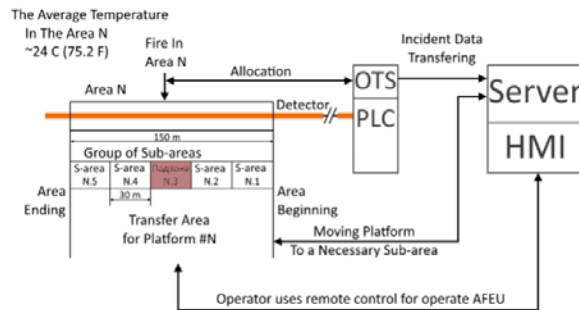 The Average Temperature
In The Area N
~24 C (75.2 F)
Fire In
Area N
Allocation
OTS
PLC
Incident Data
Transfering
Server
HMI
Area N
Detector
150 m
Group of Sub-areas
S-area
N.5
S-area
N.4
Подзона
N.3
S-area
N.2
S-area
N.1
30 m
Area
Ending
Area
Beginning
Transfer Area
for Platform #N
Moving Platform
To a Necessary Sub-area
Operator uses remote control for operate AFEU